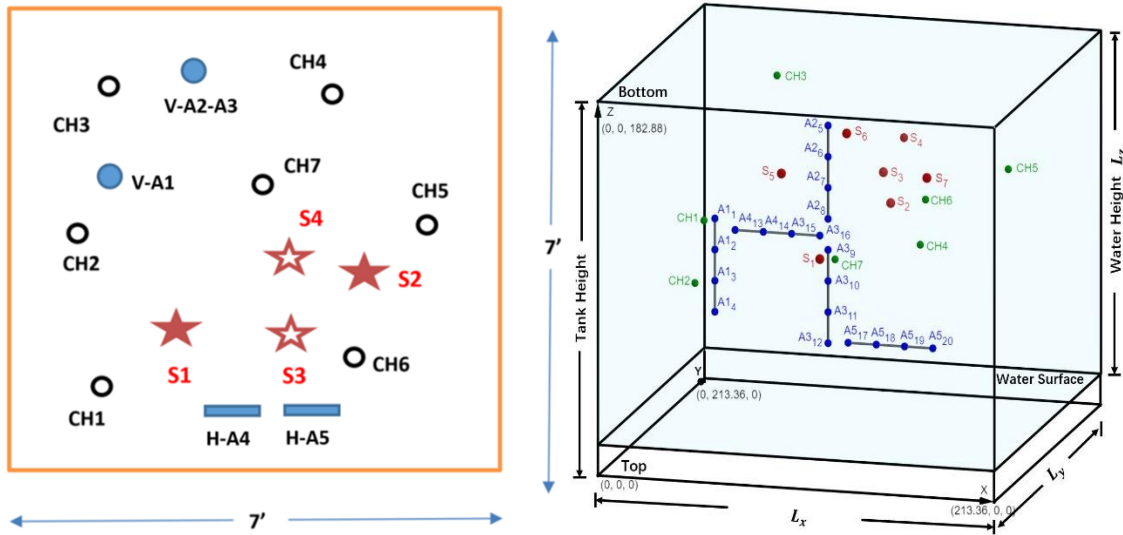 CH3
V-A2-A3
CH4
V-A1
CH7
CH5
CH2
S4
S2
S1
S3
CH6
CH1
H-A4
H-A5
7'
7'
Bottom
Z
(0, 0, 182.88)
CH3
A2₅
S₆
S₄
A2₆
S₅
S₃
S₇
CH5
A2₇
CH6
S₂
A2₈
CH1
A1₁
A4₁₃
A4₁₄
A3₁₅
A3₁₆
A1₂
A3₉
CH4
S₁
CH7
CH2
A1₃
A3₁₀
A1₄
A3₁₁
A3₁₂
A5₁₇
A5₁₈
A5₁₉
A5₂₀
Tank Height
Water Height
L_z
Y
(0, 213.36, 0)
Water Surface
Top
(0, 0, 0)
X
(213.36, 0, 0)
L_x
L_y